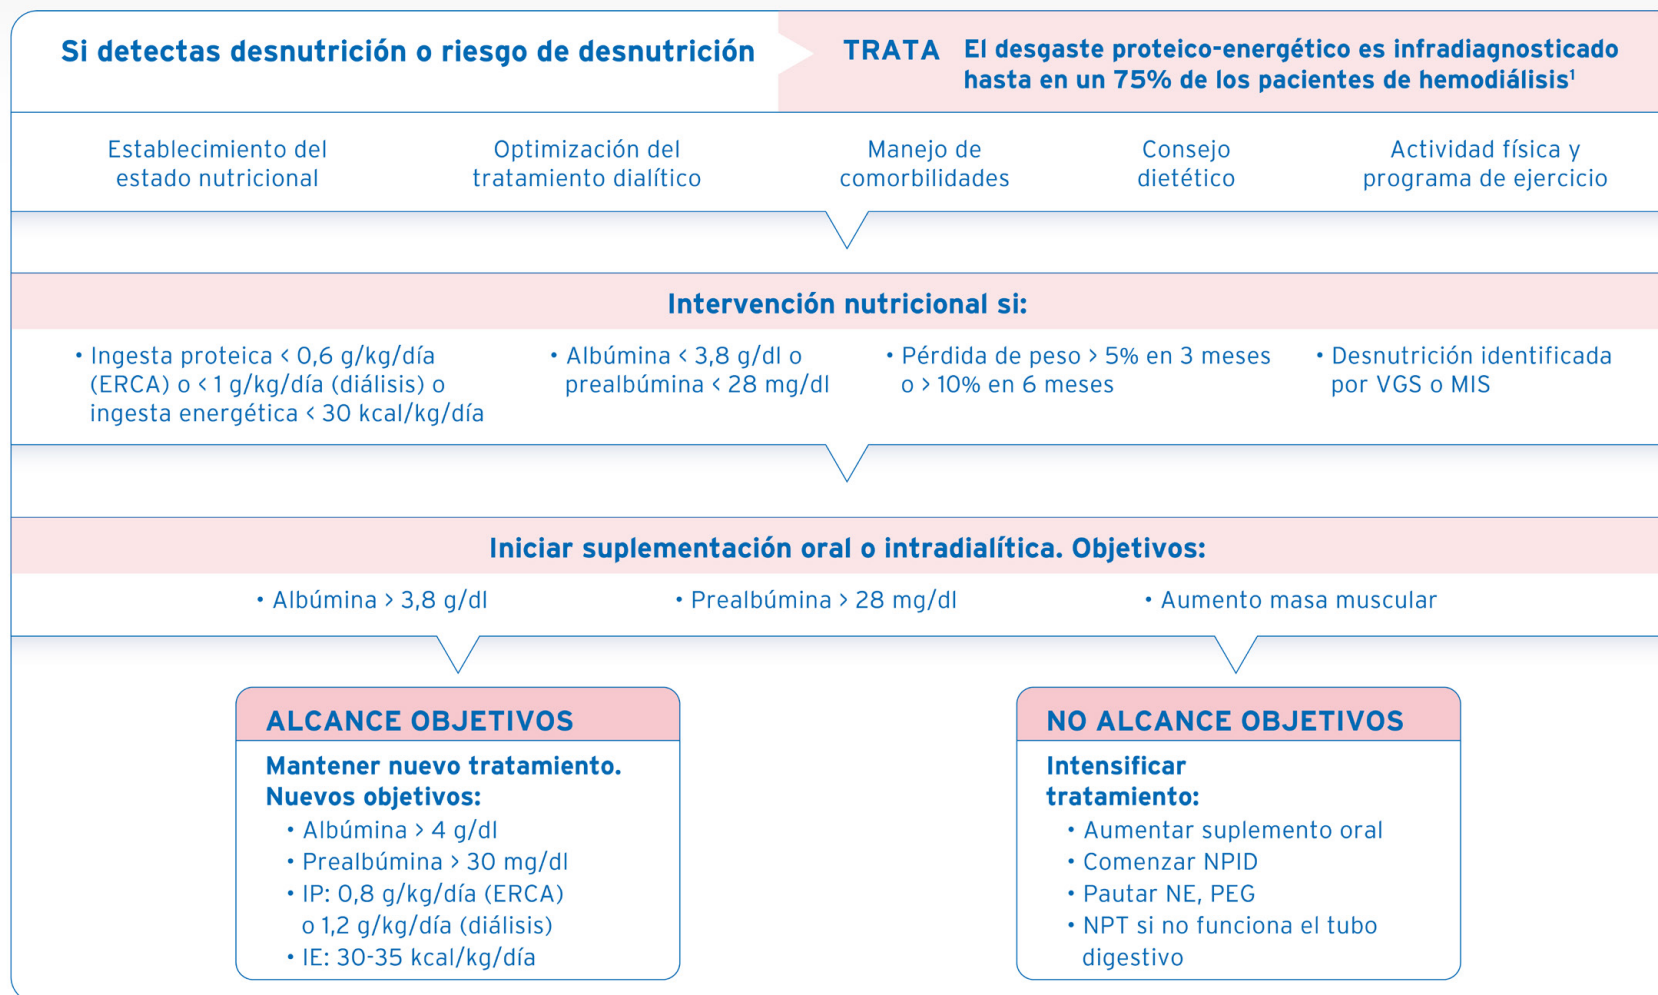 Si detectas desnutrición o riesgo de desnutrición
TRATA
El desgaste proteico-energético es infradiagnosticado
hasta en un 75% de los pacientes de hemodiálisis¹
Establecimiento del
estado nutricional
Optimización del
tratamiento dialítico
Manejo de
comorbilidades
Consejo
dietético
Actividad física y
programa de ejercicio
Intervención nutricional si:
• Ingesta proteica < 0,6 g/kg/día
(ERCA) o < 1 g/kg/día (diálisis) o
ingesta energética < 30 kcal/kg/día
• Albúmina < 3,8 g/dl o
prealbúmina < 28 mg/dl
• Pérdida de peso > 5% en 3 meses
o > 10% en 6 meses
• Desnutrición identificada
por VGS o MIS
Iniciar suplementación oral o intradialítica. Objetivos:
• Albúmina > 3,8 g/dl
• Prealbúmina > 28 mg/dl
• Aumento masa muscular
ALCANCE OBJETIVOS
Mantener nuevo tratamiento.
Nuevos objetivos:
• Albúmina > 4 g/dl
• Prealbúmina > 30 mg/dl
• IP: 0,8 g/kg/día (ERCA)
o 1,2 g/kg/día (diálisis)
• IE: 30-35 kcal/kg/día
NO ALCANCE OBJETIVOS
Intensificar
tratamiento:
• Aumentar suplemento oral
• Comenzar NPID
• Pautar NE, PEG
• NPT si no funciona el tubo
digestivo